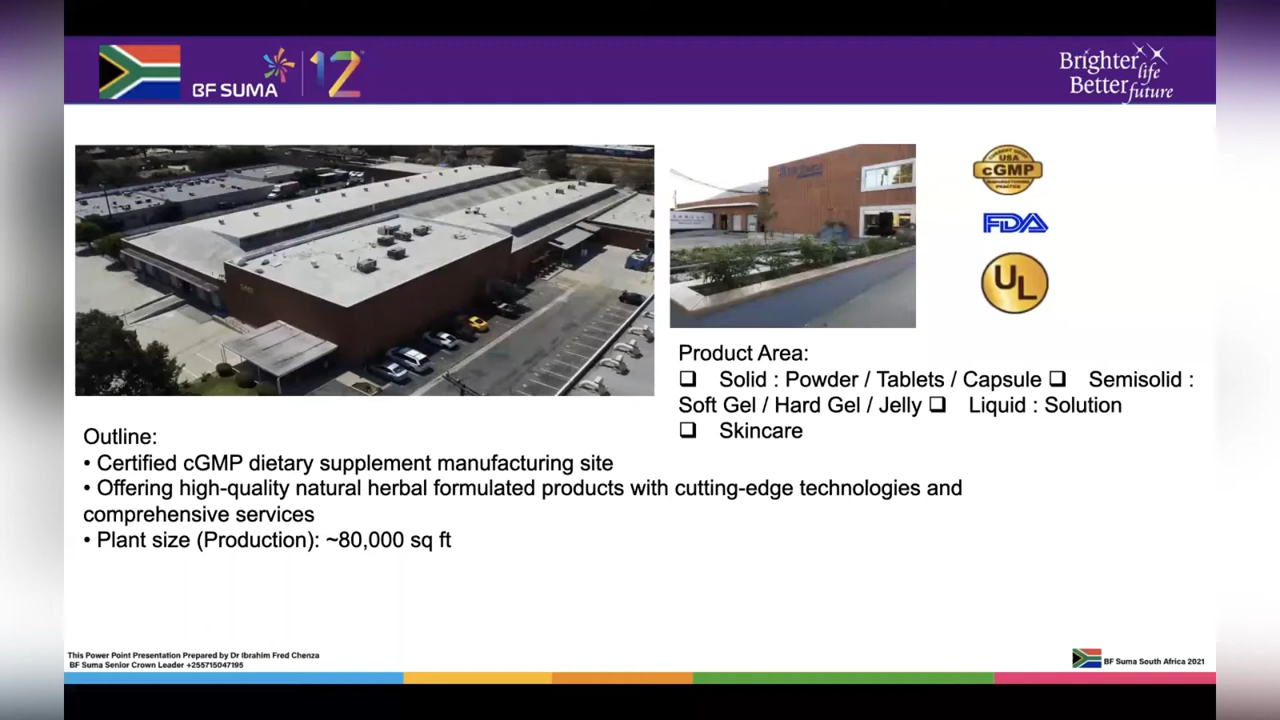 BF SUMA
12
Brighter life
Better future
USA
cGMP
FDA
UL
Product Area:
❑ Solid : Powder / Tablets / Capsule ❑ Semisolid :
Soft Gel / Hard Gel / Jelly ❑ Liquid : Solution
❑ Skincare
Outline:
• Certified cGMP dietary supplement manufacturing site
• Offering high-quality natural herbal formulated products with cutting-edge technologies and
comprehensive services
• Plant size (Production): ~80,000 sq ft
This Power Point Presentation Prepared by Dr Ibrahim Fred Chenza
BF Suma Senior Crown Leader +255715047195
BF Suma South Africa 2021